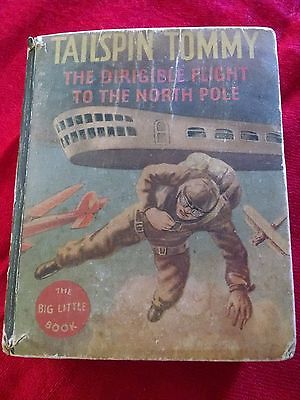 TAILSPIN TOMMY
THE DIRIGIBLE FLIGHT
TO THE NORTH POLE
THE
BIG LITTLE
BOOK